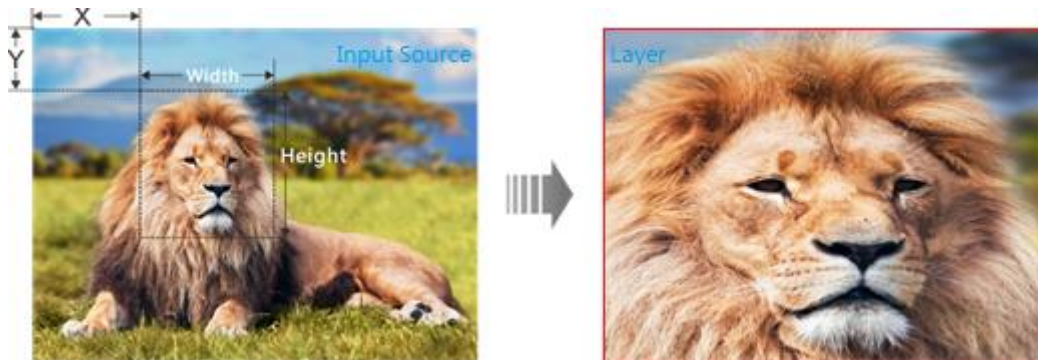 X
Y
Input Source
Width
Height
Layer